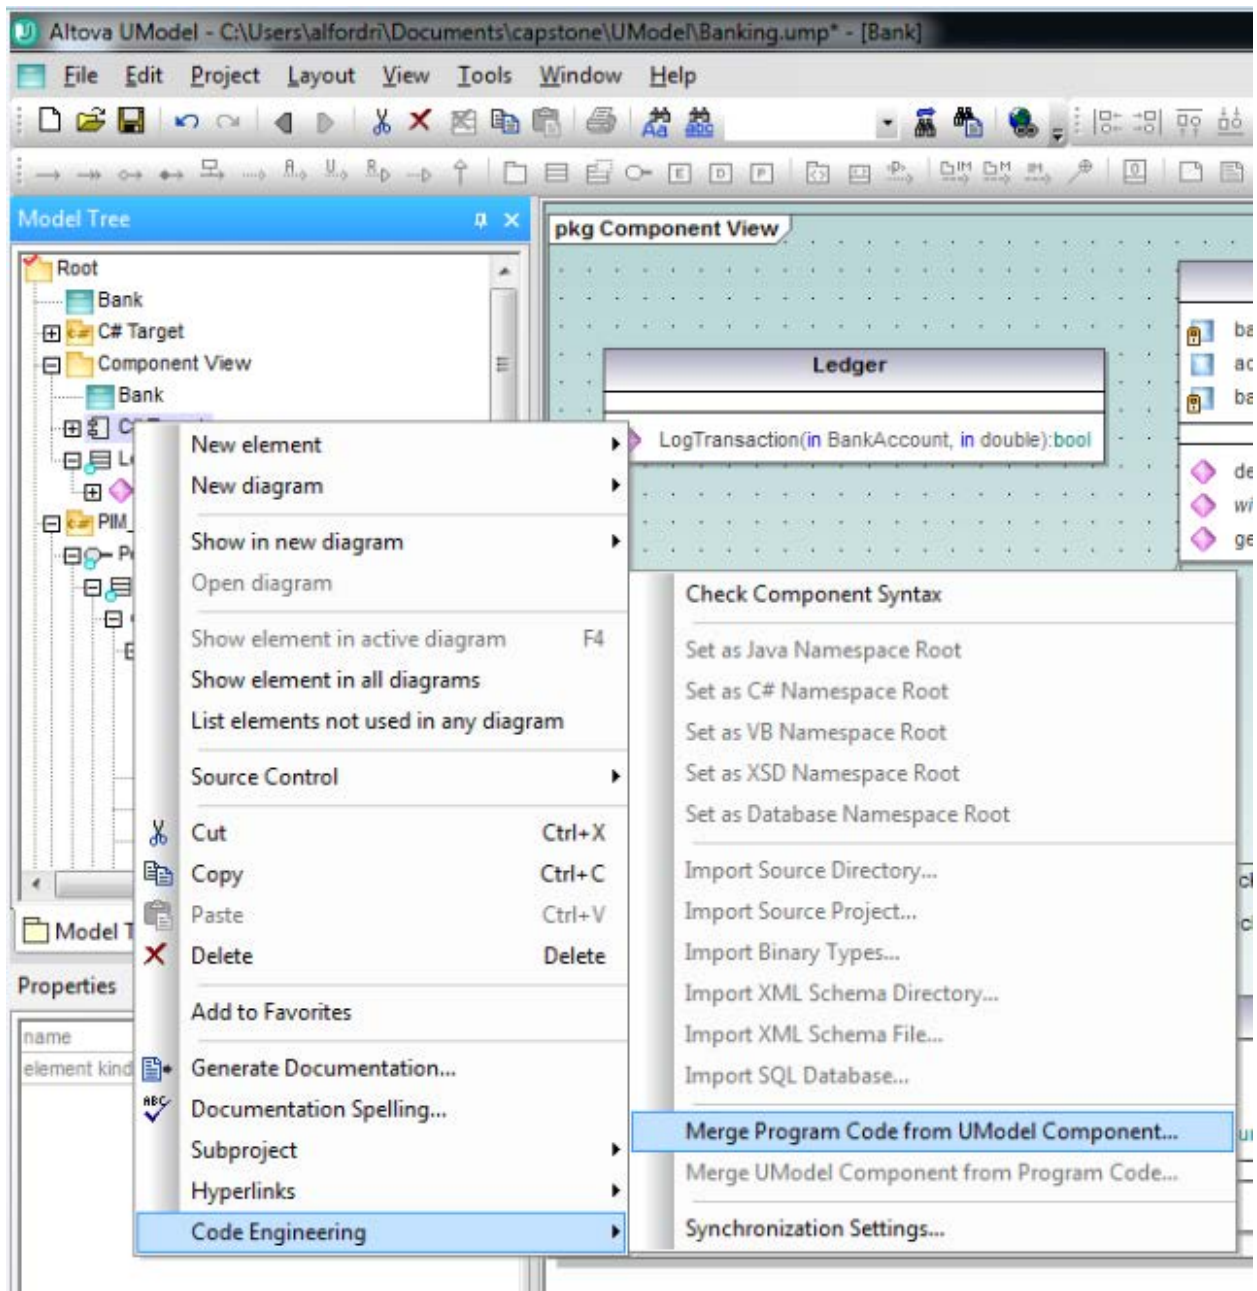 Altova UModel - C:\Users\alfordri\Documents\capstone\UModel\Banking.ump* - [Bank]
File Edit Project Layout View Tools Window Help
Model Tree
pkg Component View
Root
Bank
C# Target
Component View
Bank
Ledger
LogTransaction(in BankAccount, in double):bool
New element
New diagram
Show in new diagram
Open diagram
Show element in active diagram F4
Show element in all diagrams
List elements not used in any diagram
Source Control
Cut Ctrl+X
Copy Ctrl+C
Paste Ctrl+V
Delete Delete
Add to Favorites
Generate Documentation...
Documentation Spelling...
Subproject
Hyperlinks
Code Engineering
Check Component Syntax
Set as Java Namespace Root
Set as C# Namespace Root
Set as VB Namespace Root
Set as XSD Namespace Root
Set as Database Namespace Root
Import Source Directory...
Import Source Project...
Import Binary Types...
Import XML Schema Directory...
Import XML Schema File...
Import SQL Database...
Merge Program Code from UModel Component...
Merge UModel Component from Program Code...
Synchronization Settings...
PIM_
Model T
Properties
name
element kind